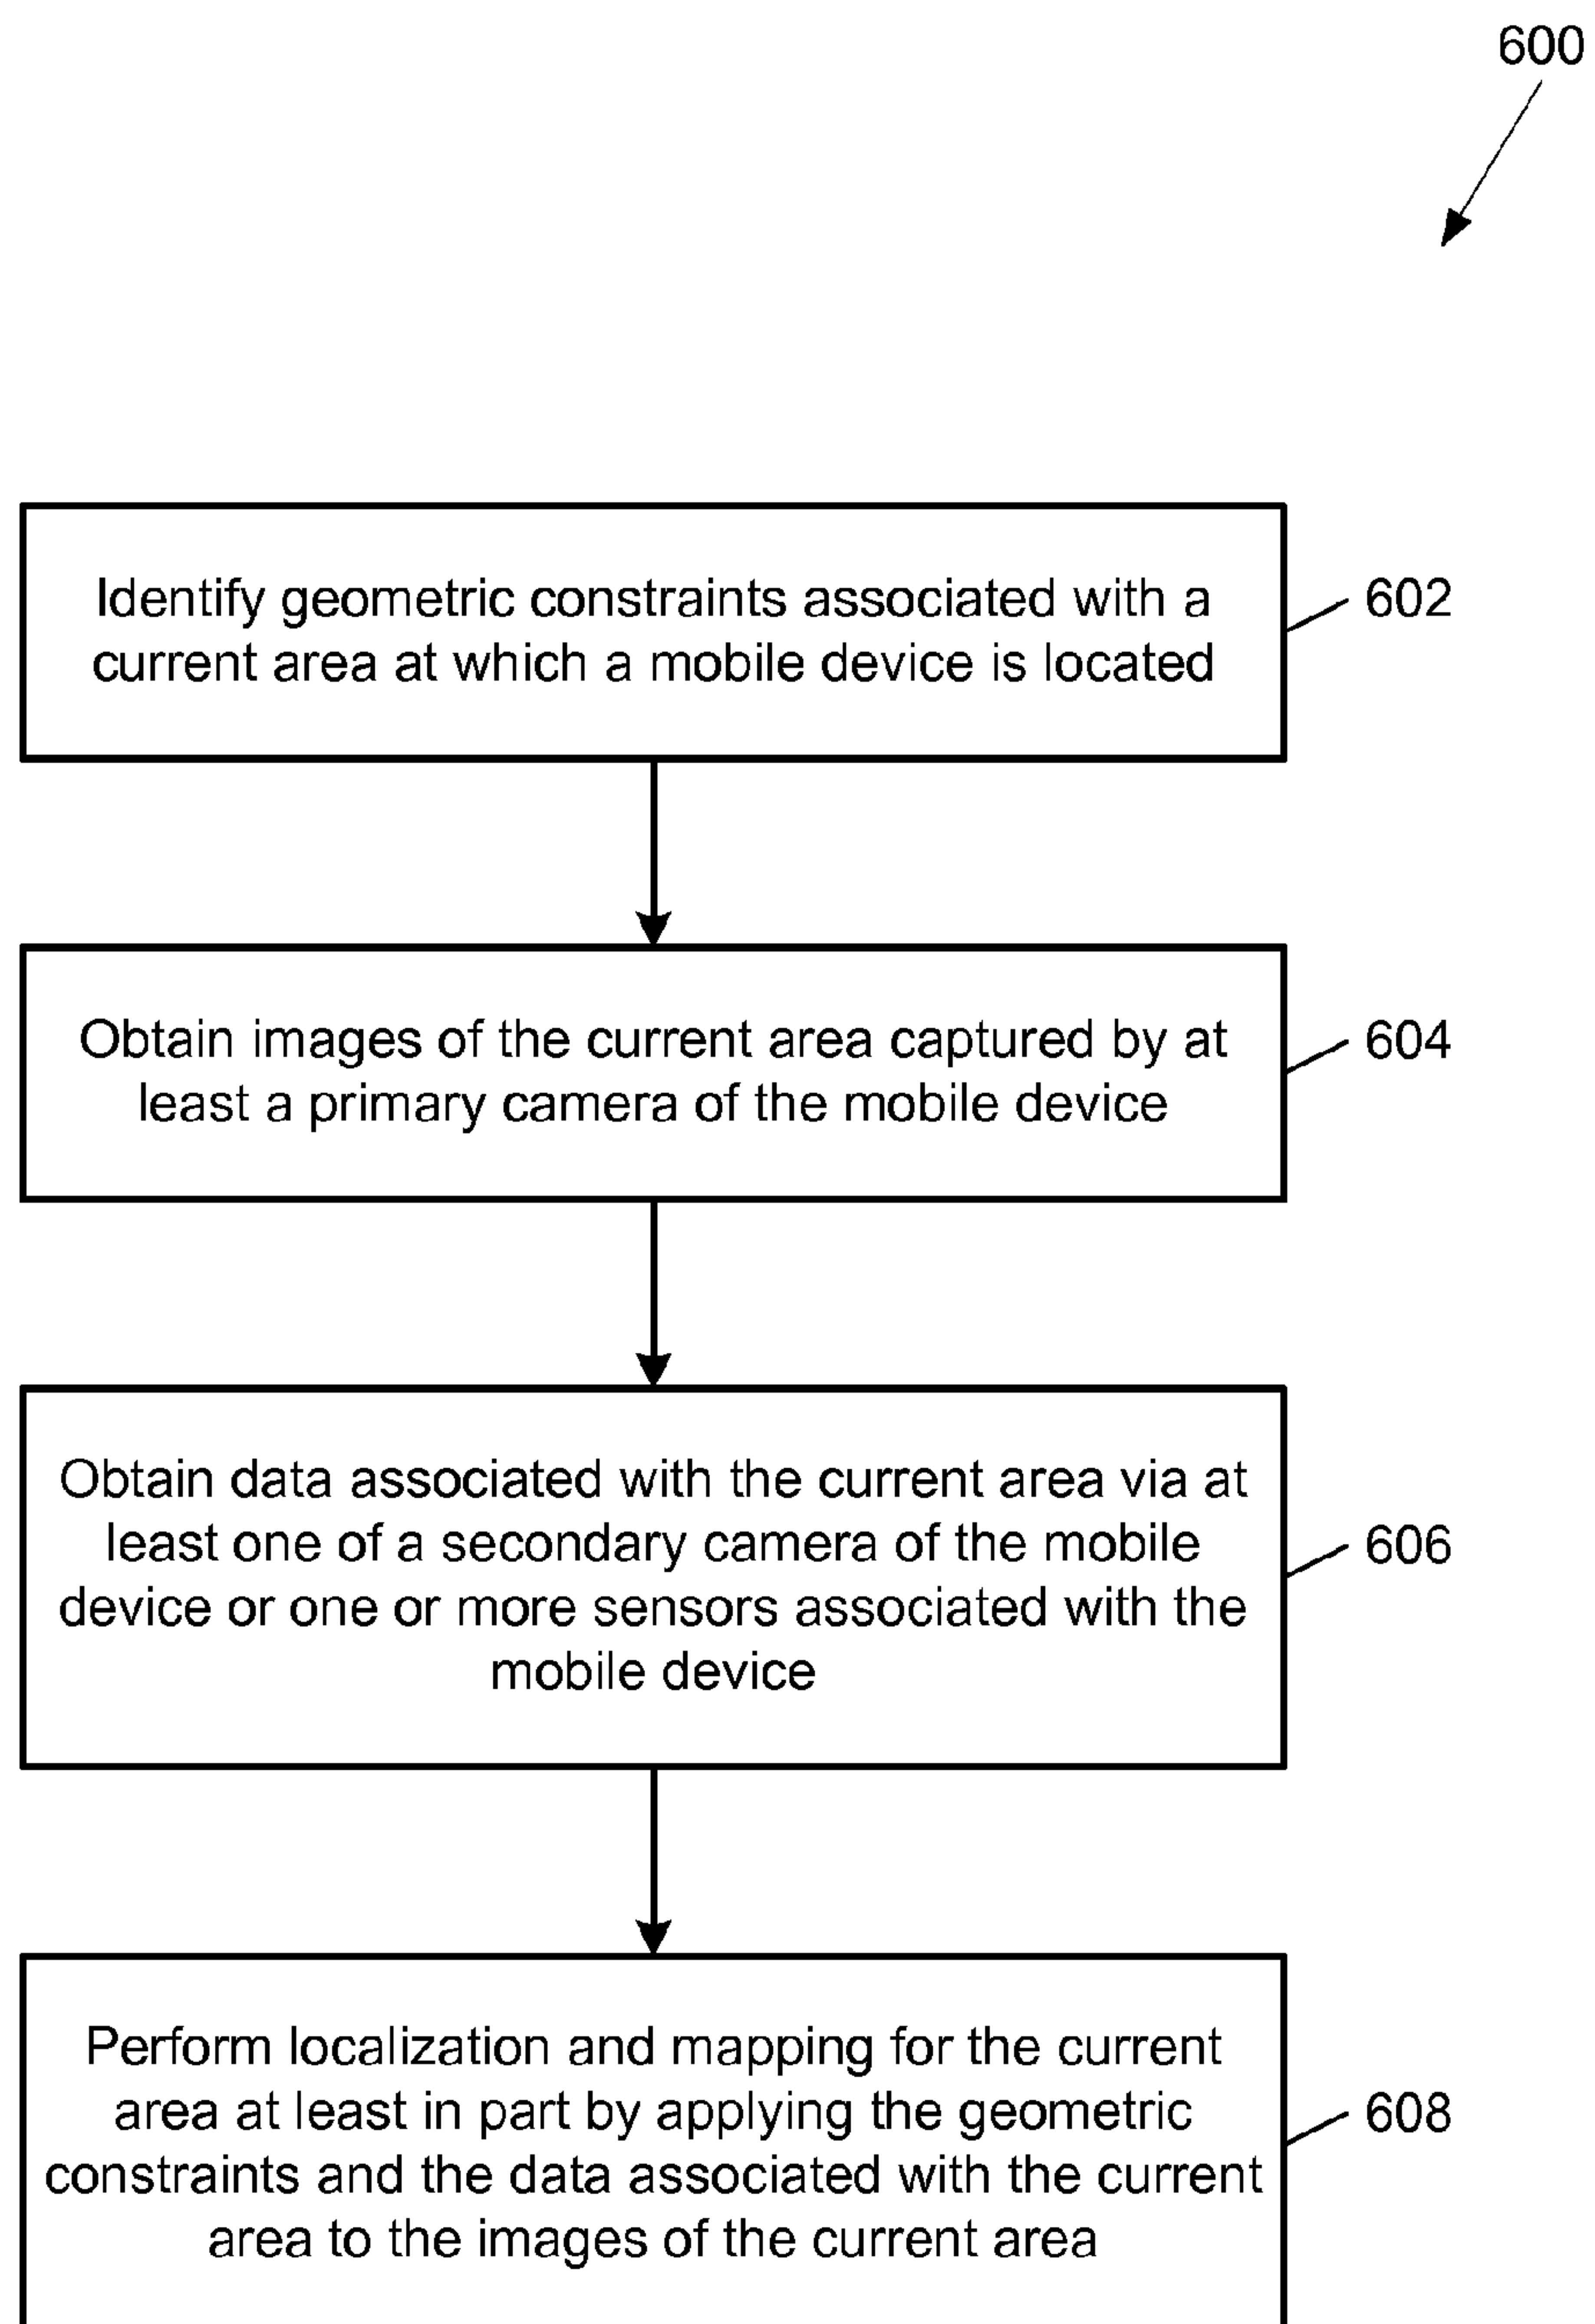 600
Identify geometric constraints associated with a
current area at which a mobile device is located
602
Obtain images of the current area captured by at
least a primary camera of the mobile device
604
Obtain data associated with the current area via at
least one of a secondary camera of the mobile
device or one or more sensors associated with the
mobile device
606
Perform localization and mapping for the current
area at least in part by applying the geometric
constraints and the data associated with the current
area to the images of the current area
608